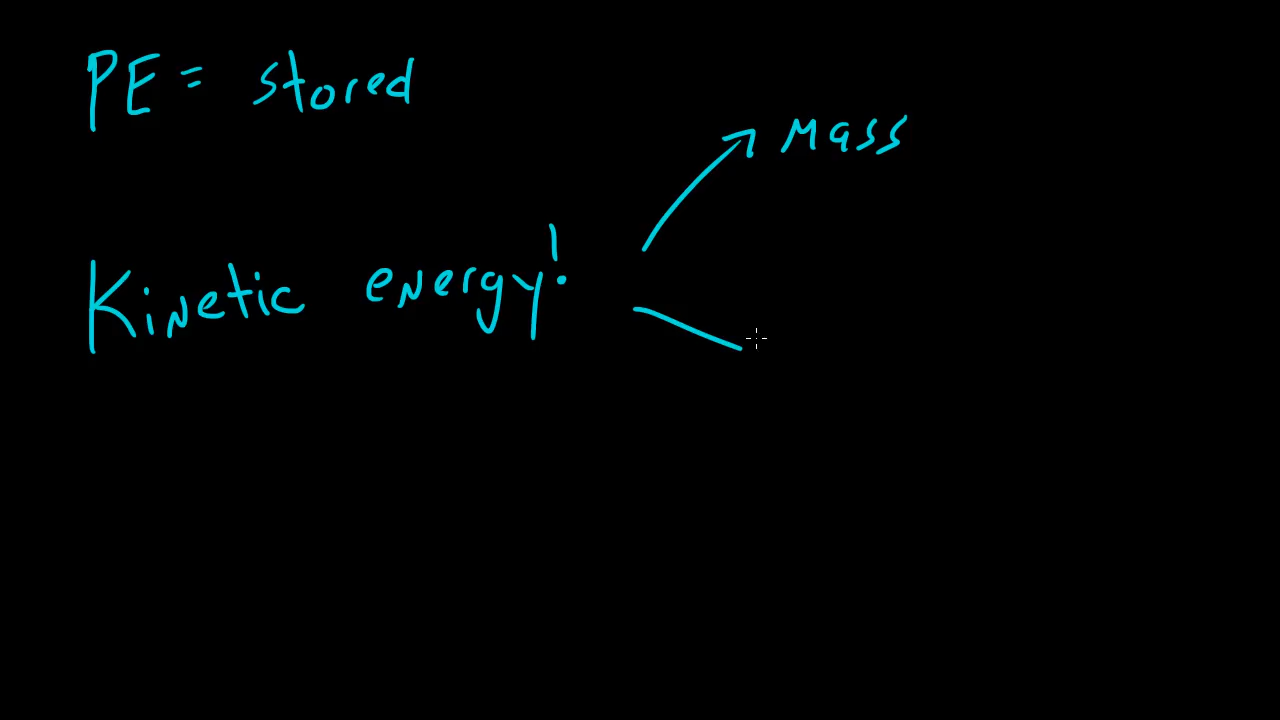 PE = stored
Mass
Kinetic energy!